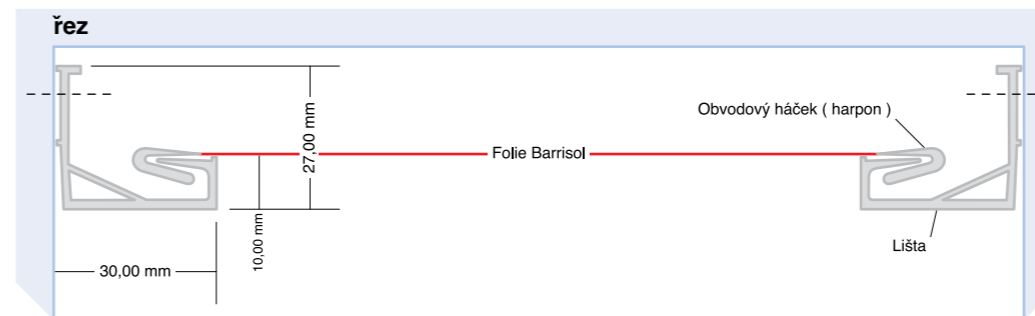 řez
Obvodový háček ( harpon )
27,00 mm
Folie Barrisol
10,00 mm
Lišta
30,00 mm